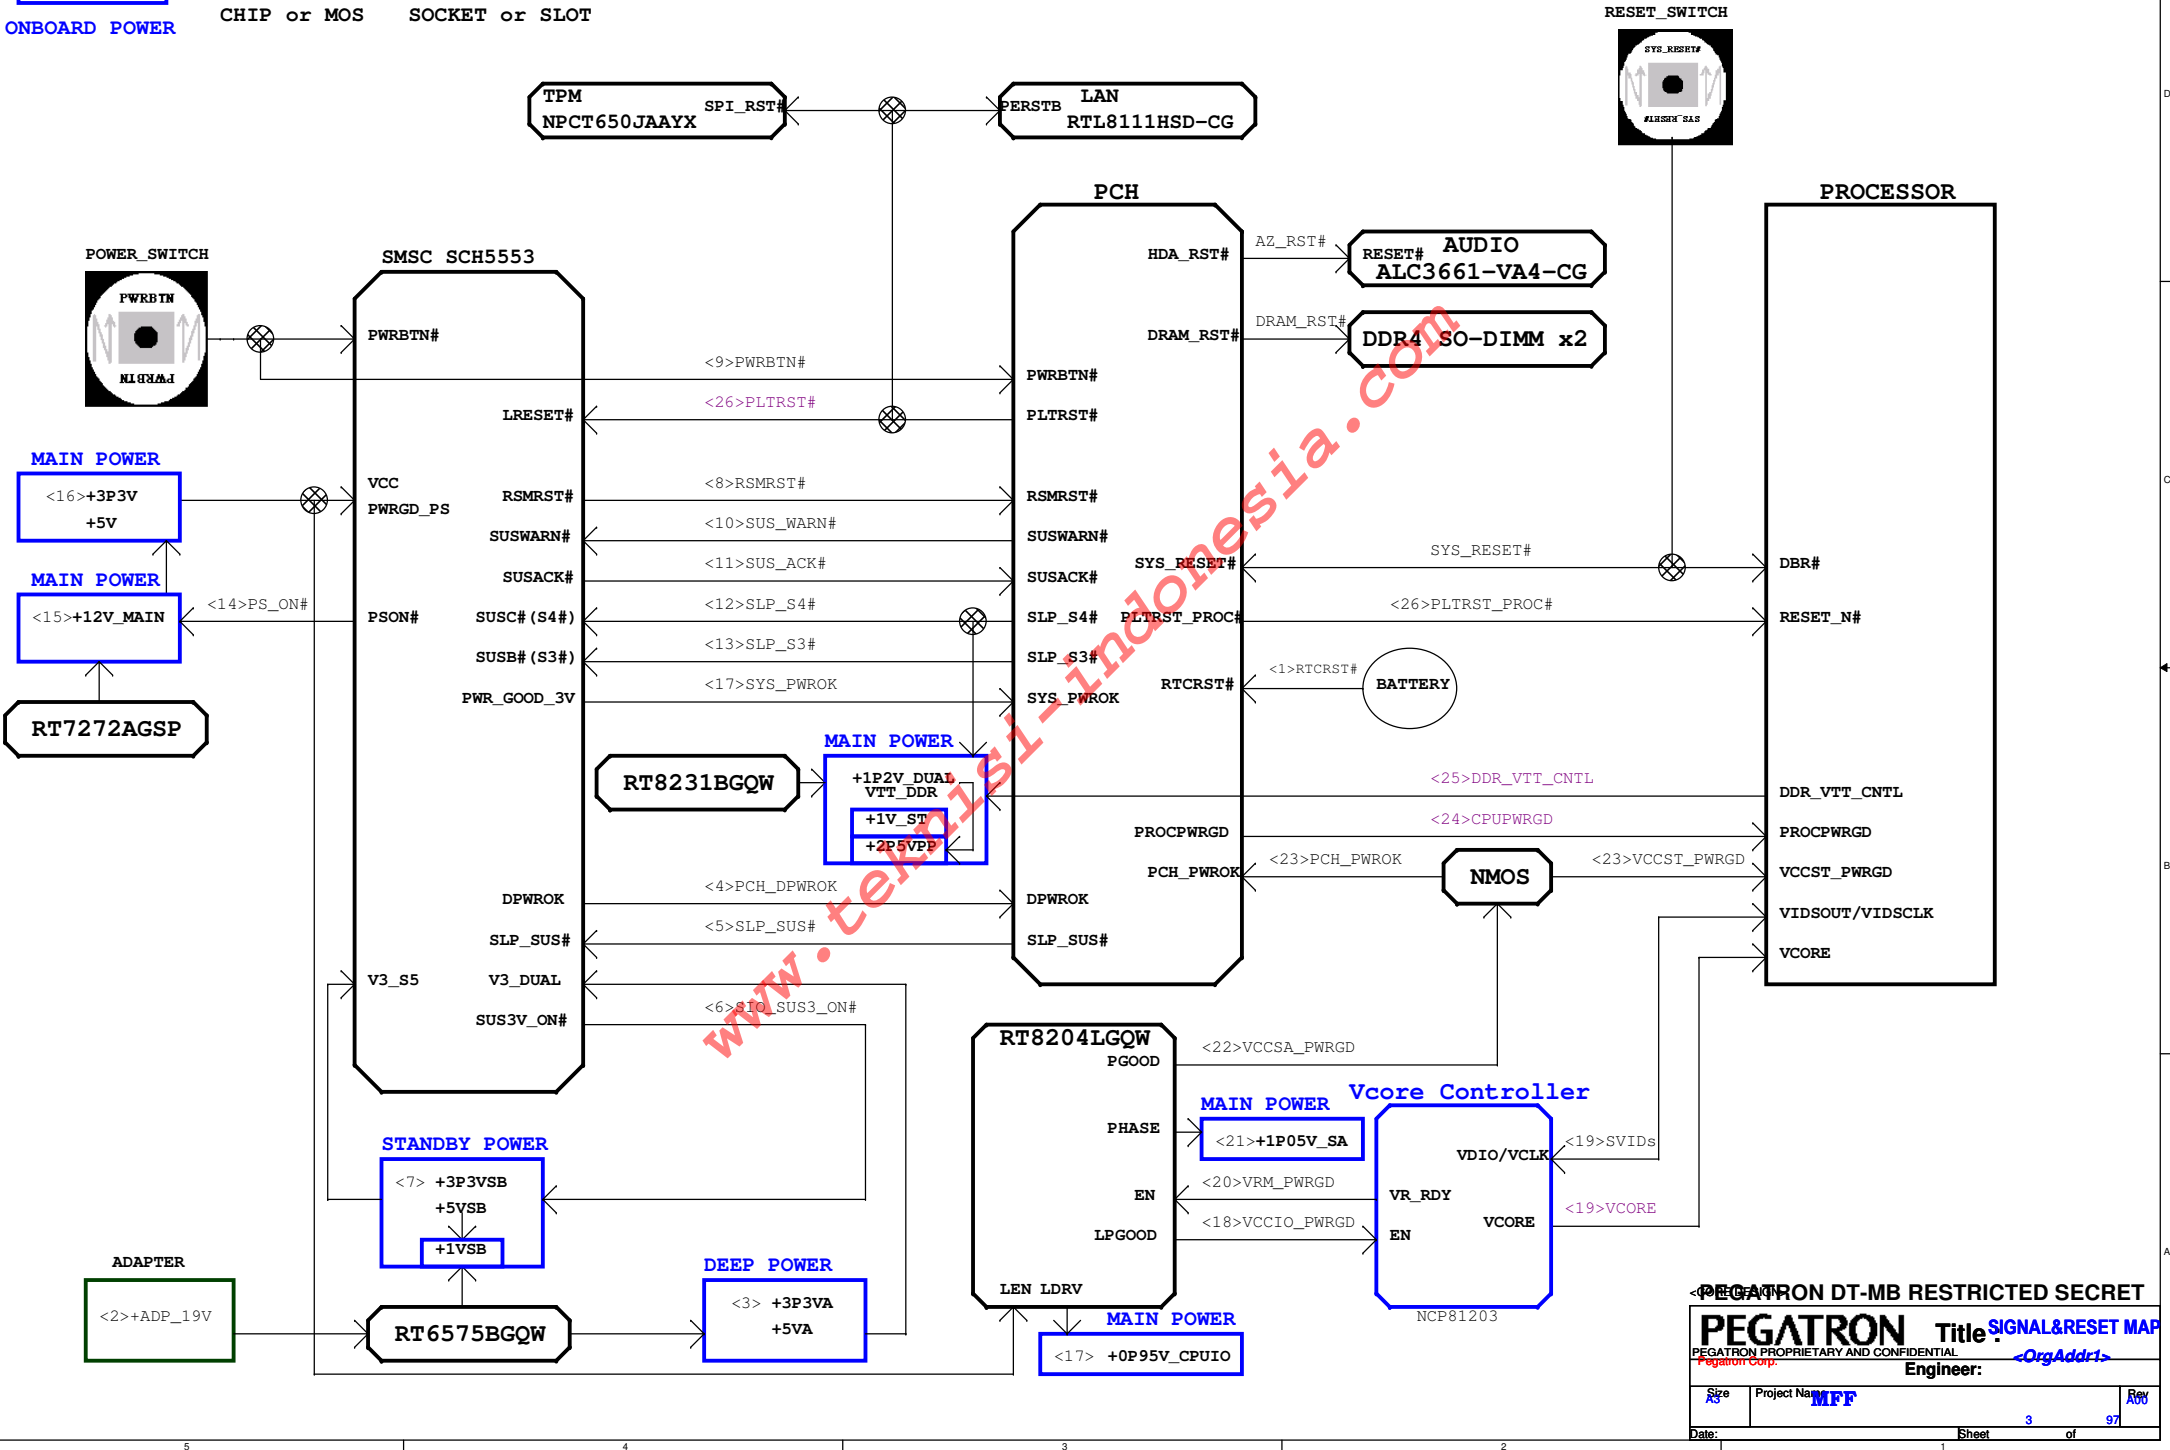 ONBOARD POWER
CHIP or MOS
SOCKET or SLOT
RESET_SWITCH
SYS_RESET#
SYS_RESET#
TPM
NPCT650JAAYX
SPI_RST#
PERSTB
LAN
RTL8111HSD-CG
POWER_SWITCH
PWRBTN
PWRBTN
SMSC SCH5553
PCH
PROCESSOR
HDA_RST#
AZ_RST#
RESET#
AUDIO
ALC3661-VA4-CG
DRAM_RST#
DRAM_RST#
DDR4 SO-DIMM x2
PWRBTN#
<9>PWRBTN#
PWRBTN#
LRESET#
<26>PLTRST#
PLTRST#
MAIN POWER
<16>+3P3V
+5V
VCC
PWRGD_PS
RSMRST#
<8>RSMRST#
RSMRST#
SUSWARN#
<10>SUS_WARN#
SUSWARN#
SUSACK#
<11>SUS_ACK#
SUSACK#
SYS_RESET#
SYS_RESET#
DBR#
MAIN POWER
<15>+12V_MAIN
<14>PS_ON#
PSON#
SUSC#(S4#)
<12>SLP_S4#
SLP_S4#
PLTRST_PROC#
<26>PLTRST_PROC#
RESET_N#
SUSB#(S3#)
<13>SLP_S3#
SLP_S3#
PWR_GOOD_3V
<17>SYS_PWROK
SYS_PWROK
RTCRST#
<1>RTCRST#
BATTERY
RT7272AGSP
RT8231BGQW
MAIN POWER
+1P2V_DUAL
VTT_DDR
+1V_ST
+2P5VPP
<25>DDR_VTT_CNTL
DDR_VTT_CNTL
PROCPWRGD
<24>CPUPWRGD
PROCPWRGD
PCH_PWROK
<23>PCH_PWROK
NMOS
<23>VCCST_PWRGD
VCCST_PWRGD
VIDSOUT/VIDSCLK
VCORE
DPWROK
<4>PCH_DPWROK
DPWROK
SLP_SUS#
<5>SLP_SUS#
SLP_SUS#
V3_S5
V3_DUAL
SUS3V_ON#
<6>SIO_SUS3_ON#
www.teknisi-indonesia.com
RT8204LGQW
PGOOD
<22>VCCSA_PWRGD
PHASE
MAIN POWER
<21>+1P05V_SA
EN
<20>VRM_PWRGD
LPGOOD
<18>VCCIO_PWRGD
LEN LDRV
MAIN POWER
<17> +0P95V_CPUIO
Vcore Controller
VDIO/VCLK
<19>SVIDs
VR_RDY
VCORE
<19>VCORE
EN
NCP81203
STANDBY POWER
<7> +3P3VSB
+5VSB
+1VSB
ADAPTER
<2>+ADP_19V
RT6575BGQW
DEEP POWER
<3> +3P3VA
+5VA
PEGATRON DT-MB RESTRICTED SECRET
PEGATRON
Title :
SIGNAL&RESET MAP
PEGATRON PROPRIETARY AND CONFIDENTIAL
Pegatron Corp.
<OrgAddr1>
Engineer:
Size
A3
Project Name
MFF
Rev
A00
3
97
Date:
Sheet
of
D
C
B
A
5
4
3
2
1